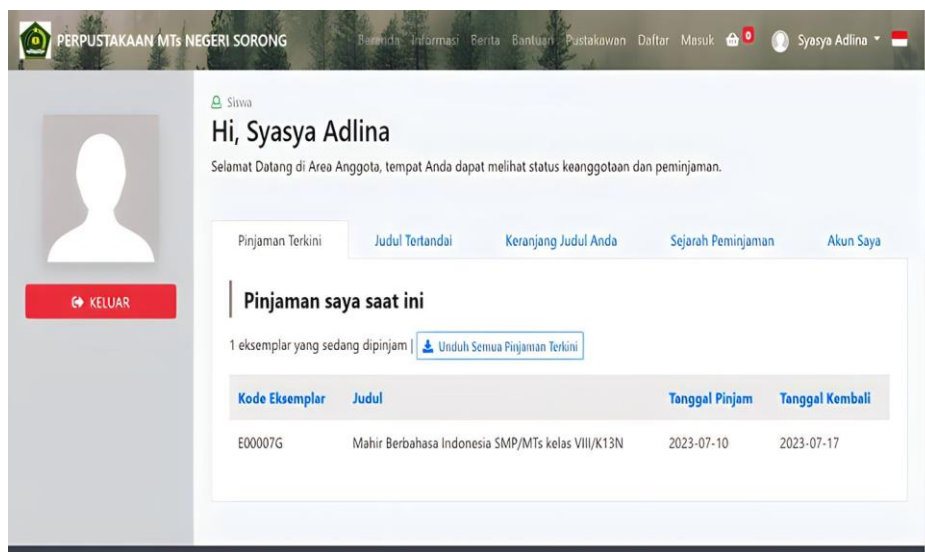 PERPUSTAKAAN MTs NEGERI SORONG Beranda Informasi Berita Bantuan Pustakawan Daftar Masuk 0 Syasya Adlina
Siswa
Hi, Syasya Adlina
Selamat Datang di Area Anggota, tempat Anda dapat melihat status keanggotaan dan peminjaman.
Pinjaman Terkini Judul Tertandai Keranjang Judul Anda Sejarah Peminjaman Akun Saya
KELUAR
Pinjaman saya saat ini
1 eksemplar yang sedang dipinjam | Unduh Semua Pinjaman Terkini
Kode Eksemplar Judul Tanggal Pinjam Tanggal Kembali
E00007G Mahir Berbahasa Indonesia SMP/MTs kelas VIII/K13N 2023-07-10 2023-07-17